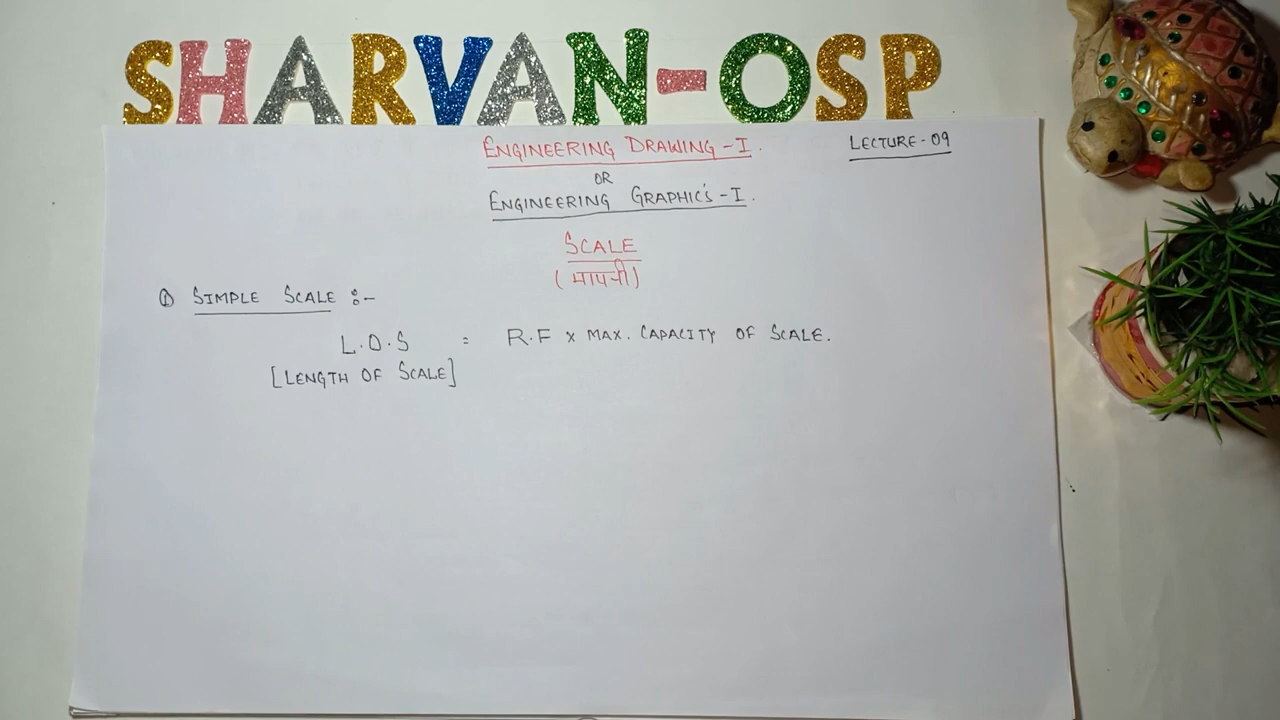 SHARVAN-OSP
ENGINEERING DRAWING-I.
LECTURE-09
OR
ENGINEERING GRAPHIC'S-I.
SCALE
(मापनी)
① SIMPLE SCALE :-
L.O.S = R.F x MAX. CAPACITY OF SCALE.
[LENGTH OF SCALE]